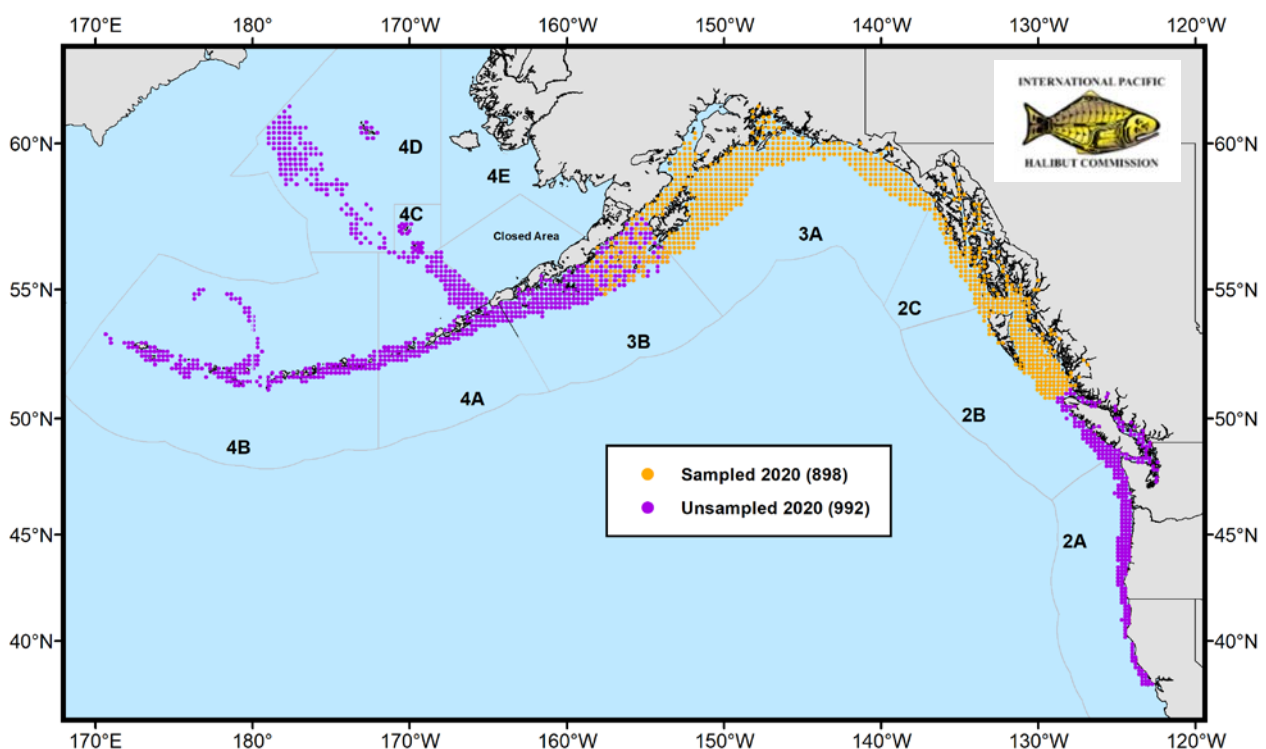 170°E 180° 170°W 160°W 150°W 140°W 130°W 120°W
INTERNATIONAL PACIFIC
HALIBUT COMMISSION
60°N 4D 60°N
4E
4C
Closed Area 3A
55°N 55°N
2C
3B
4A
50°N 2B 50°N
4B
Sampled 2020 (898)
Unsampled 2020 (992)
45°N 2A 45°N
40°N 40°N
170°E 180° 170°W 160°W 150°W 140°W 130°W 120°W